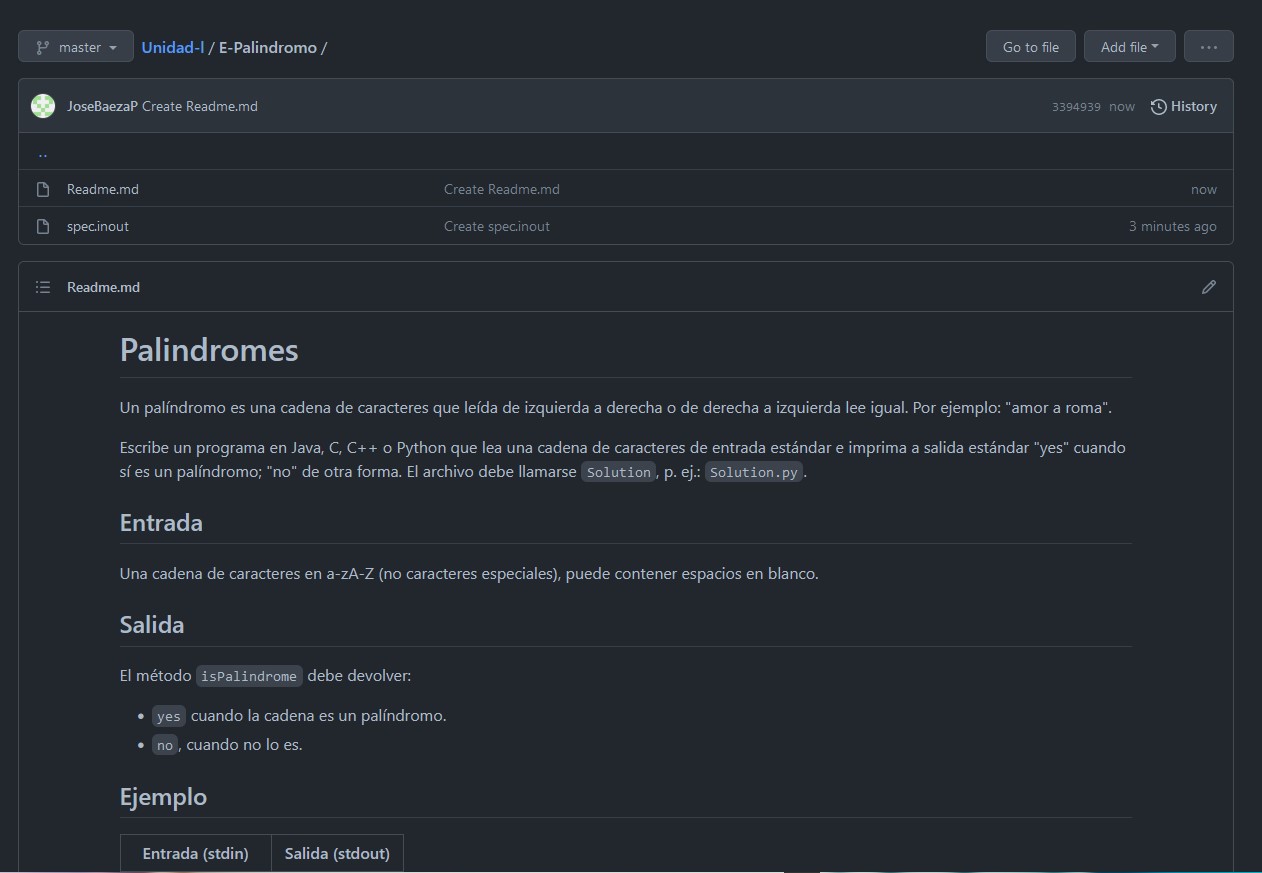 master Unidad-I / E-Palindromo / Go to file Add file ...
JoseBaezaP Create Readme.md 3394939 now History
..
Readme.md Create Readme.md now
spec.inout Create spec.inout 3 minutes ago
Readme.md
Palindromes
Un palíndromo es una cadena de caracteres que leída de izquierda a derecha o de derecha a izquierda lee igual. Por ejemplo: "amor a roma".
Escribe un programa en Java, C, C++ o Python que lea una cadena de caracteres de entrada estándar e imprima a salida estándar "yes" cuando
sí es un palíndromo; "no" de otra forma. El archivo debe llamarse Solution, p. ej.: Solution.py.
Entrada
Una cadena de caracteres en a-zA-Z (no caracteres especiales), puede contener espacios en blanco.
Salida
El método isPalindrome debe devolver:
• yes cuando la cadena es un palíndromo.
• no, cuando no lo es.
Ejemplo
Entrada (stdin) Salida (stdout)